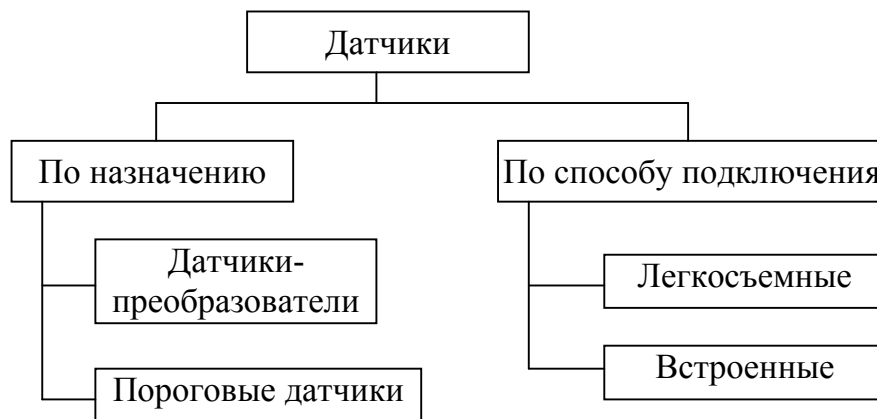 Датчики
По назначению
Датчики-
преобразователи
Пороговые датчики
По способу подключения
Легкосъемные
Встроенные